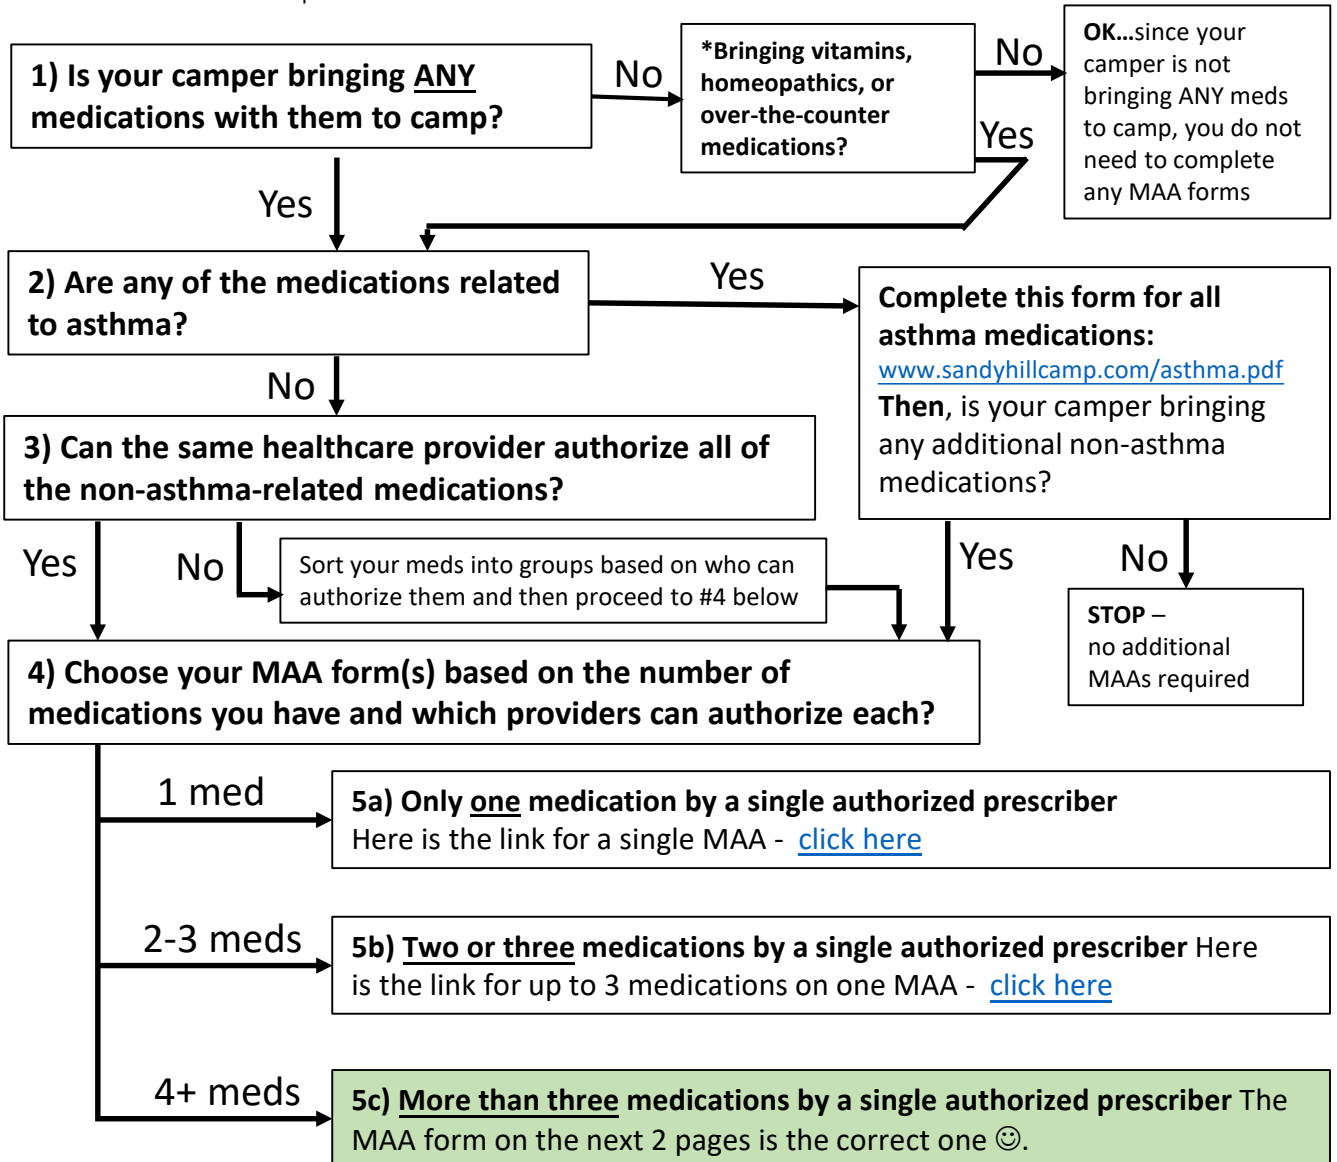 1) Is your camper bringing ANY
medications with them to camp?
No
*Bringing vitamins,
homeopathics, or
over-the-counter
medications?
No
Yes
OK...since your
camper is not
bringing ANY meds
to camp, you do not
need to complete
any MAA forms
Yes
2) Are any of the medications related
to asthma?
Yes
Complete this form for all
asthma medications:
www.sandyhillcamp.com/asthma.pdf
Then, is your camper bringing
any additional non-asthma
medications?
No
3) Can the same healthcare provider authorize all of
the non-asthma-related medications?
Yes
No
Sort your meds into groups based on who can
authorize them and then proceed to #4 below
Yes
No
STOP –
no additional
MAAs required
4) Choose your MAA form(s) based on the number of
medications you have and which providers can authorize each?
1 med
5a) Only one medication by a single authorized prescriber
Here is the link for a single MAA - click here
2-3 meds
5b) Two or three medications by a single authorized prescriber Here
is the link for up to 3 medications on one MAA - click here
4+ meds
5c) More than three medications by a single authorized prescriber The
MAA form on the next 2 pages is the correct one ☺.